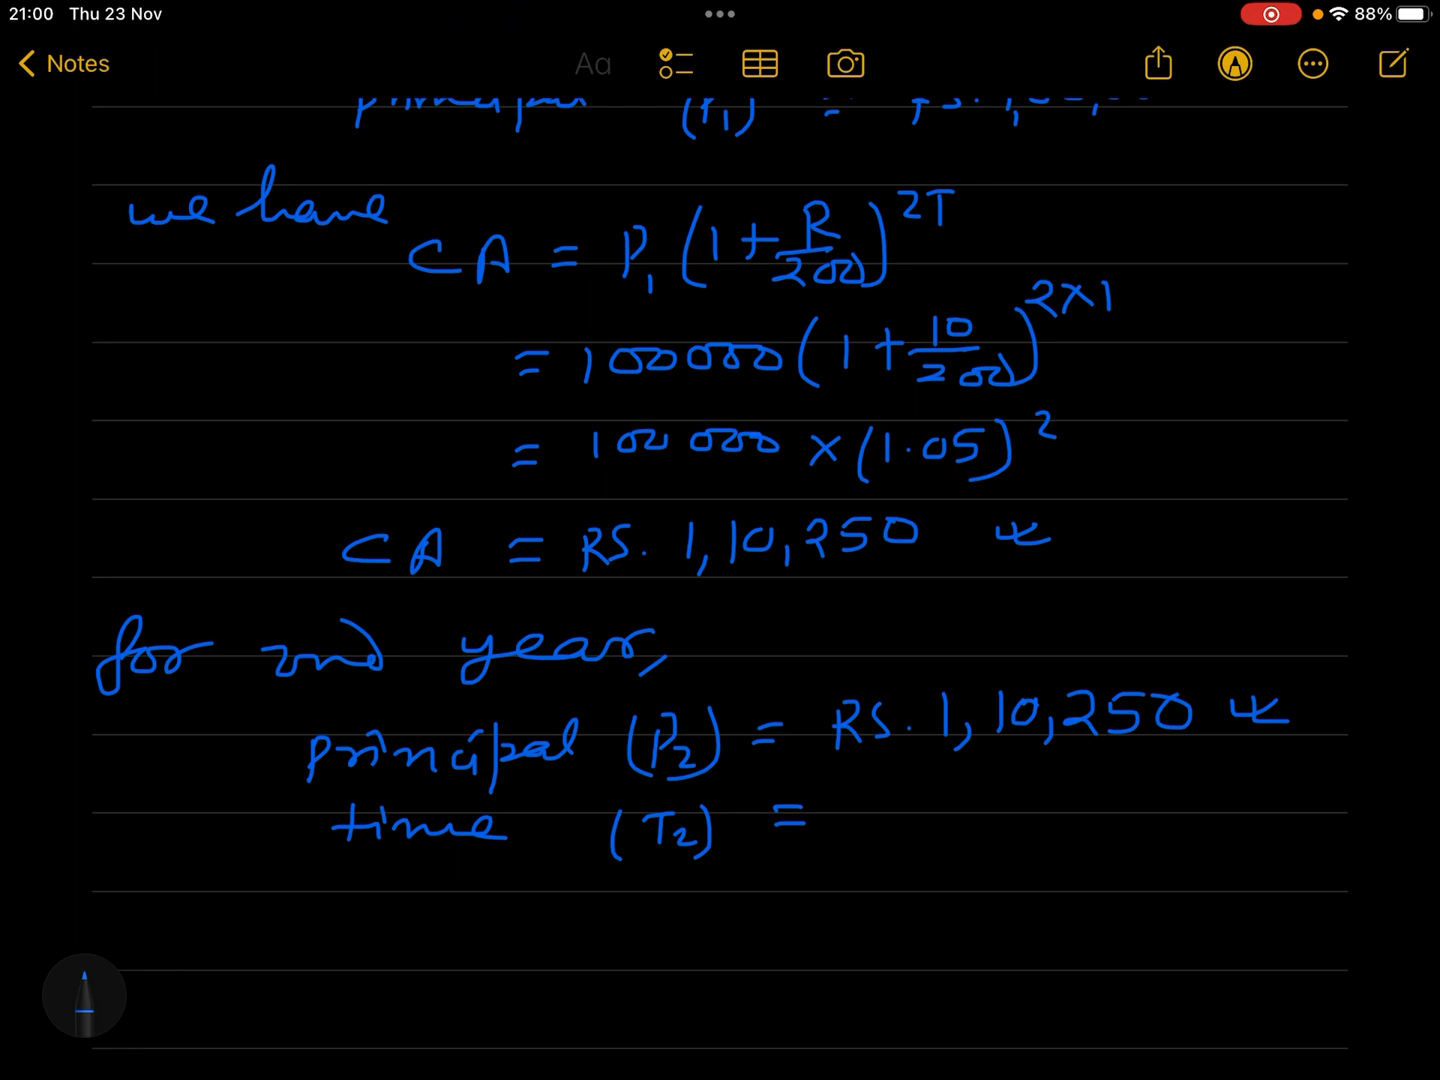 21:00 Thu 23 Nov 88%
Notes Aa
principal (P₁) =
we have
CA = P₁ (1 + R/200)^2T
= 100000 (1 + 10/200)^2×1
= 100000 × (1.05)²
CA = RS. 1,10,250
for 2nd year,
principal (P₂) = RS. 1,10,250
time (T₂) =